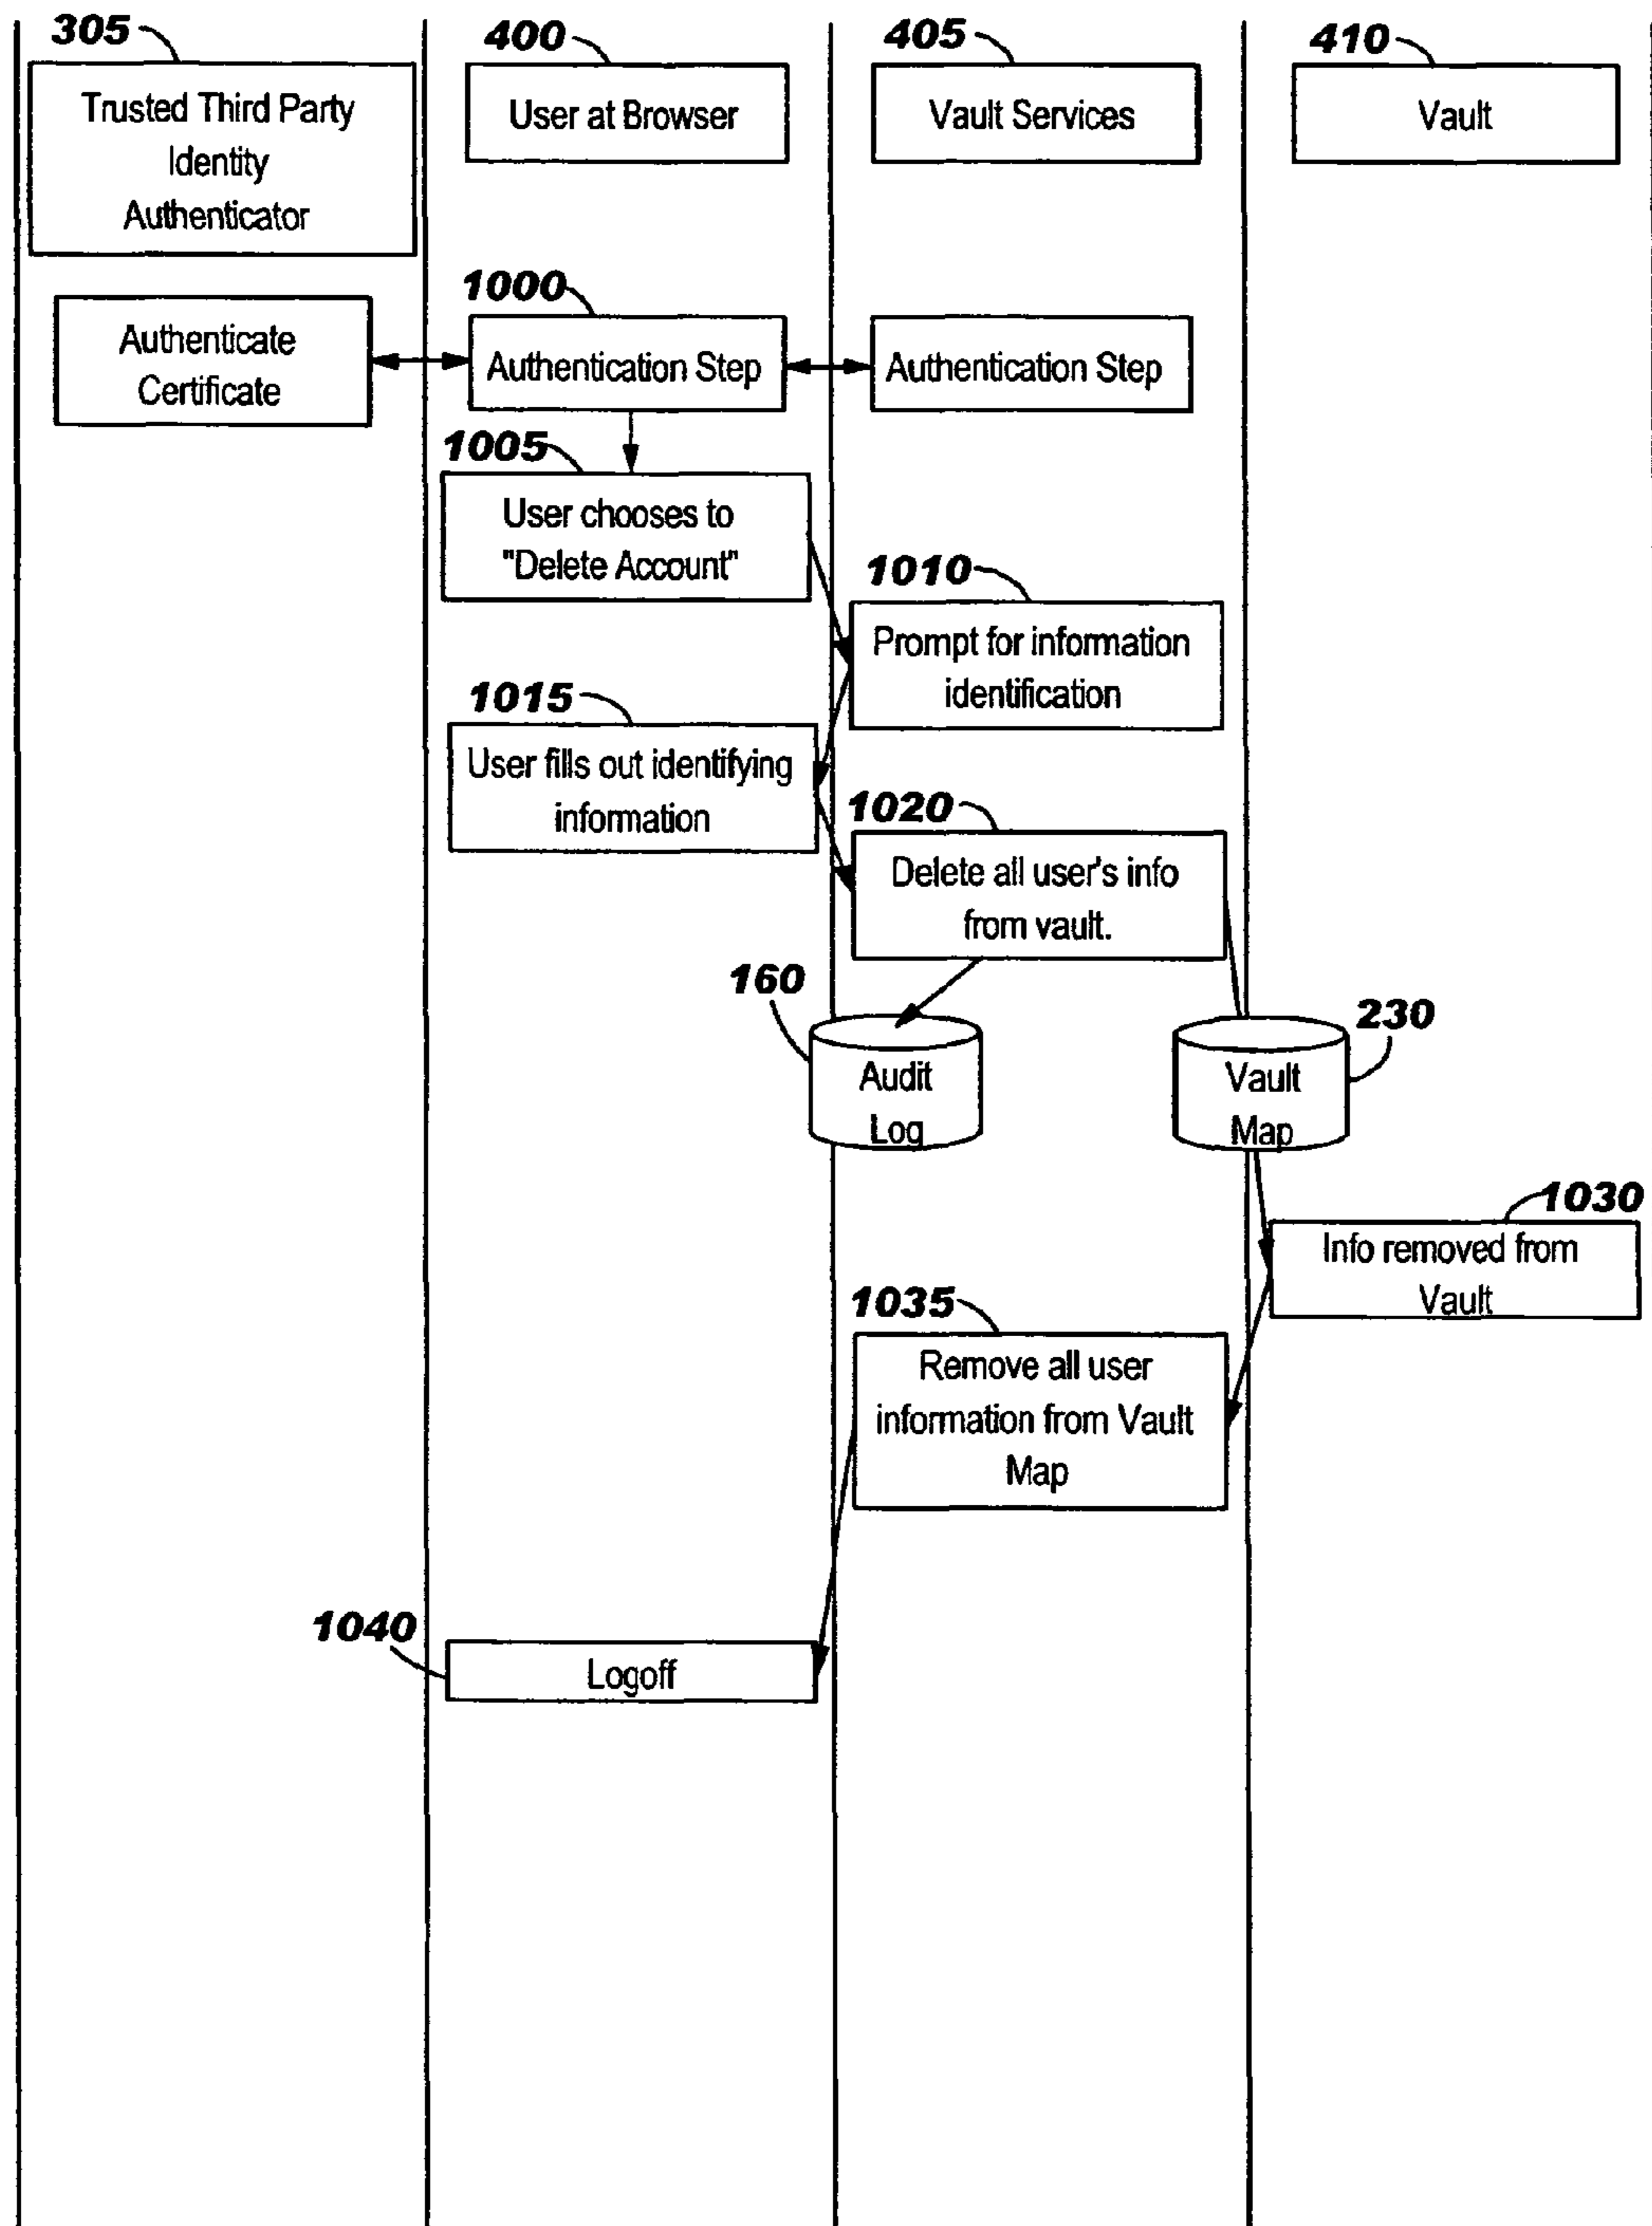 305
400
405
410
Trusted Third Party
Identity
Authenticator
User at Browser
Vault Services
Vault
1000
Authenticate
Certificate
Authentication Step
Authentication Step
1005
User chooses to
"Delete Account"
1010
Prompt for information
identification
1015
User fills out identifying
information
1020
Delete all user's info
from vault.
160
Audit
Log
230
Vault
Map
1030
Info removed from
Vault
1035
Remove all user
information from Vault
Map
1040
Logoff